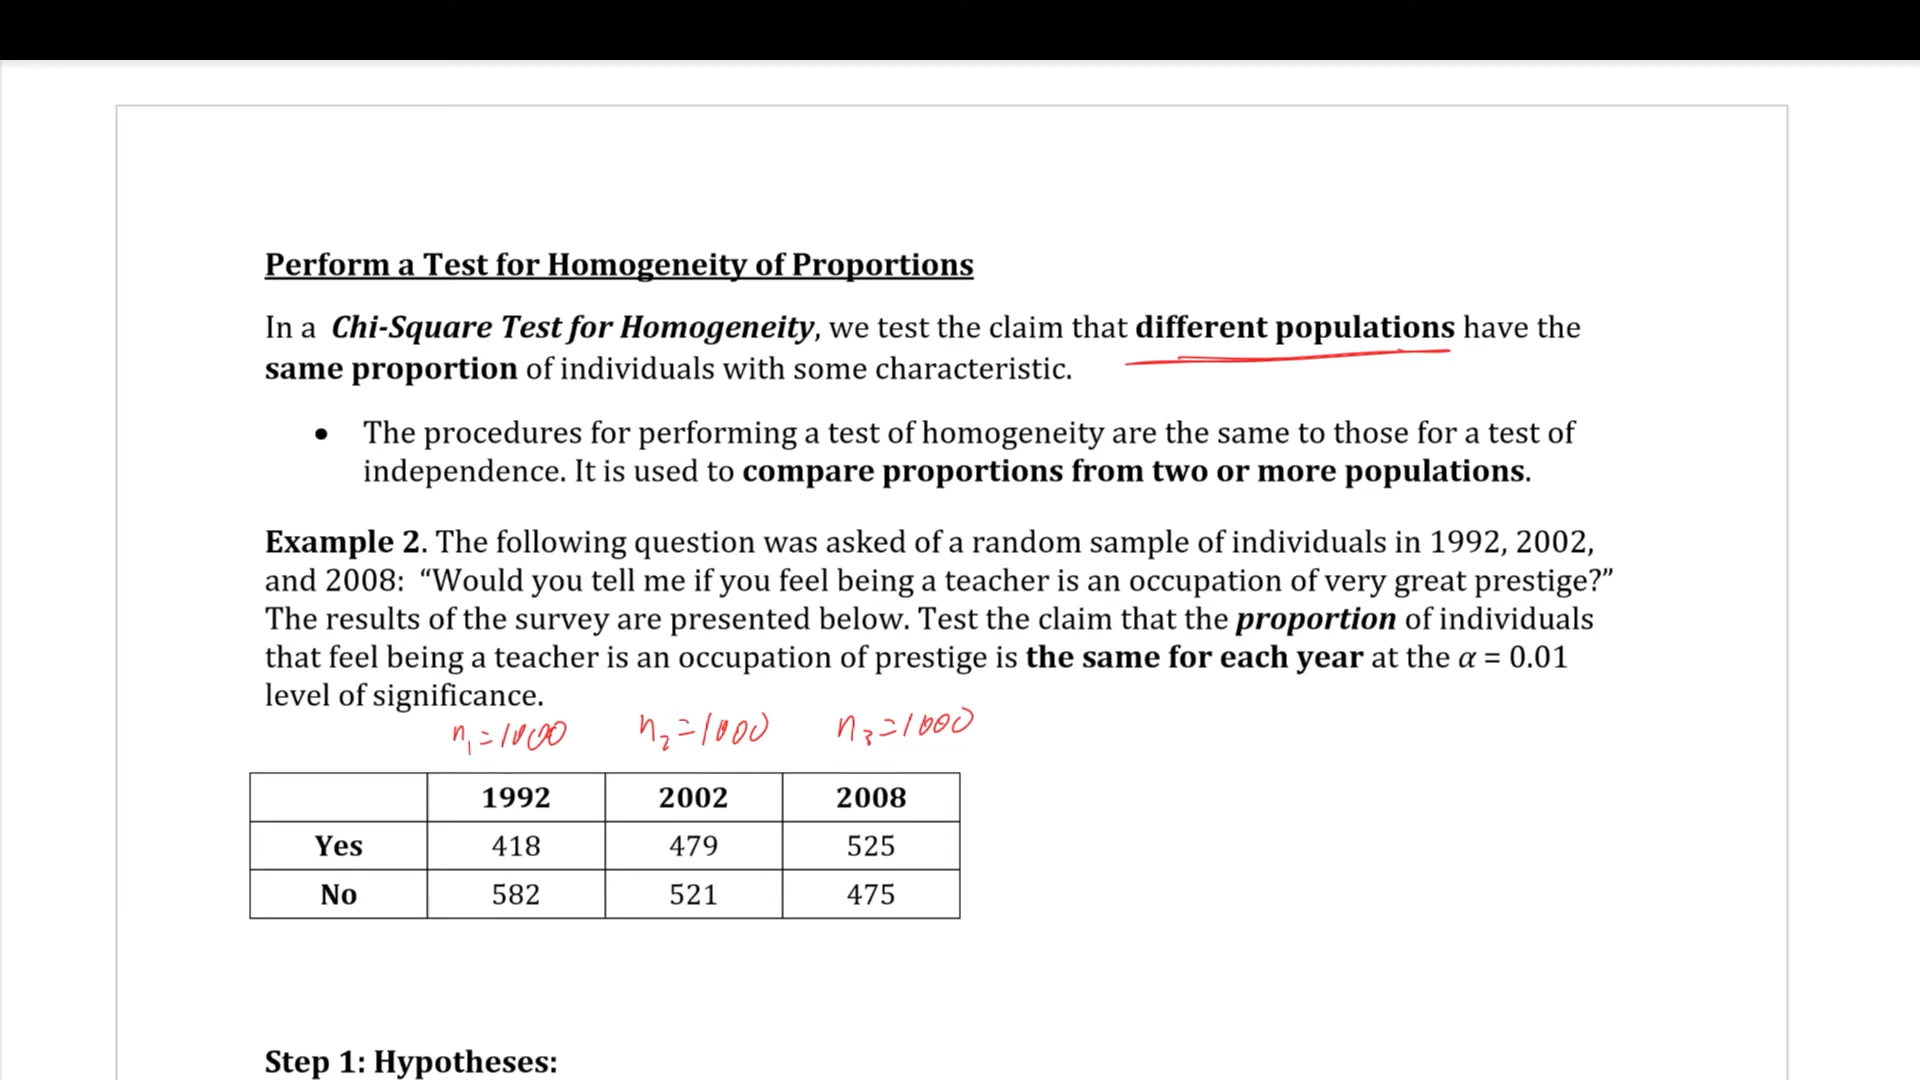 Perform a Test for Homogeneity of Proportions
In a Chi-Square Test for Homogeneity, we test the claim that different populations have the
same proportion of individuals with some characteristic.
• The procedures for performing a test of homogeneity are the same to those for a test of
independence. It is used to compare proportions from two or more populations.
Example 2. The following question was asked of a random sample of individuals in 1992, 2002,
and 2008: “Would you tell me if you feel being a teacher is an occupation of very great prestige?”
The results of the survey are presented below. Test the claim that the proportion of individuals
that feel being a teacher is an occupation of prestige is the same for each year at the α = 0.01
level of significance.
n₁=1000 n₂=1000 n₃=1000
1992 2002 2008
Yes 418 479 525
No 582 521 475
Step 1: Hypotheses: